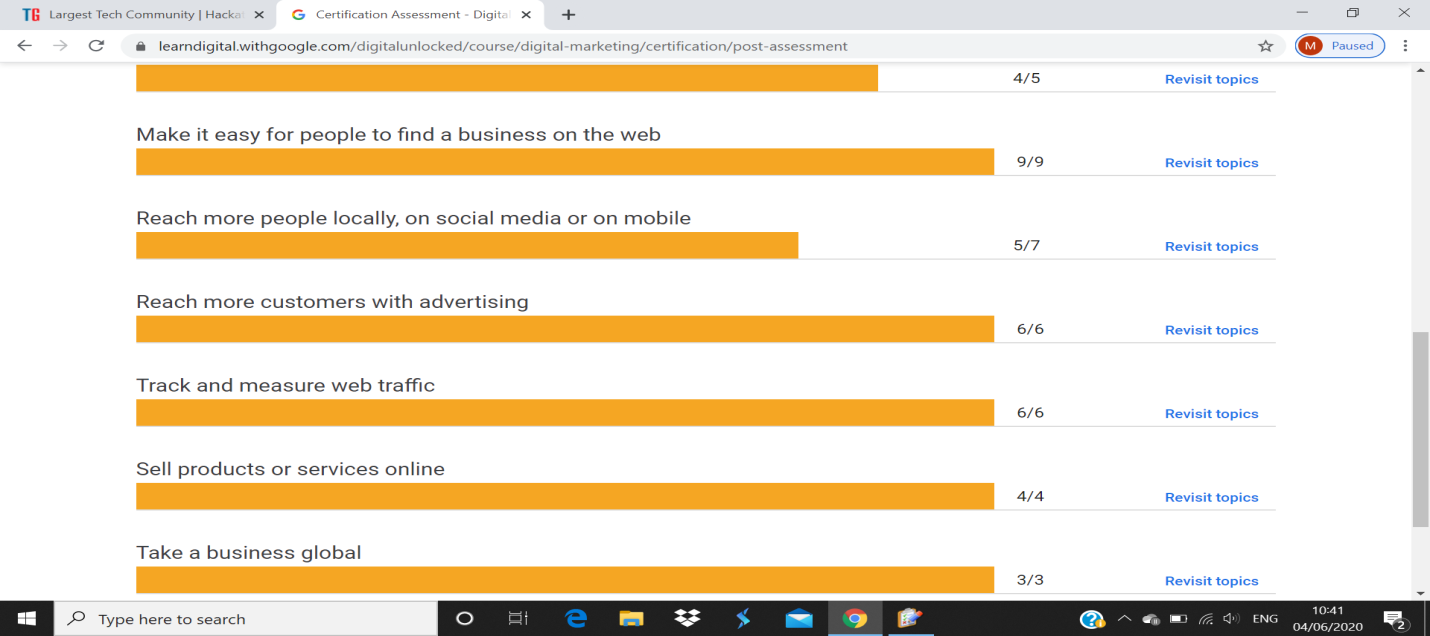 Largest Tech Community | Hacka
Certification Assessment - Digita
learndigital.withgoogle.com/digitalunlocked/course/digital-marketing/certification/post-assessment
M Paused
4/5 Revisit topics
Make it easy for people to find a business on the web
9/9 Revisit topics
Reach more people locally, on social media or on mobile
5/7 Revisit topics
Reach more customers with advertising
6/6 Revisit topics
Track and measure web traffic
6/6 Revisit topics
Sell products or services online
4/4 Revisit topics
Take a business global
3/3 Revisit topics
Type here to search
ENG
10:41
04/06/2020
2